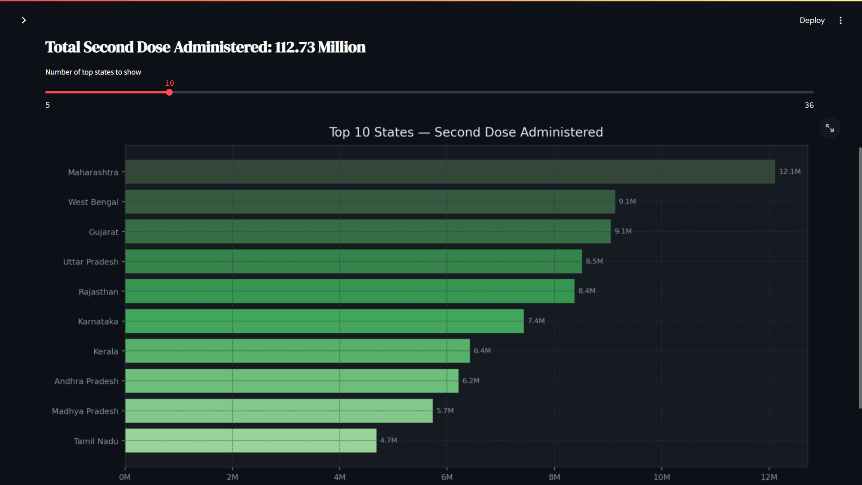 Deploy
Total Second Dose Administered: 112.73 Million
Number of top states to show
10
5 36
Top 10 States — Second Dose Administered
Maharashtra 12.1M
West Bengal 9.1M
Gujarat 9.1M
Uttar Pradesh 8.5M
Rajasthan 8.4M
Karnataka 7.4M
Kerala 6.4M
Andhra Pradesh 6.2M
Madhya Pradesh 5.7M
Tamil Nadu 4.7M
0M 2M 4M 6M 8M 10M 12M